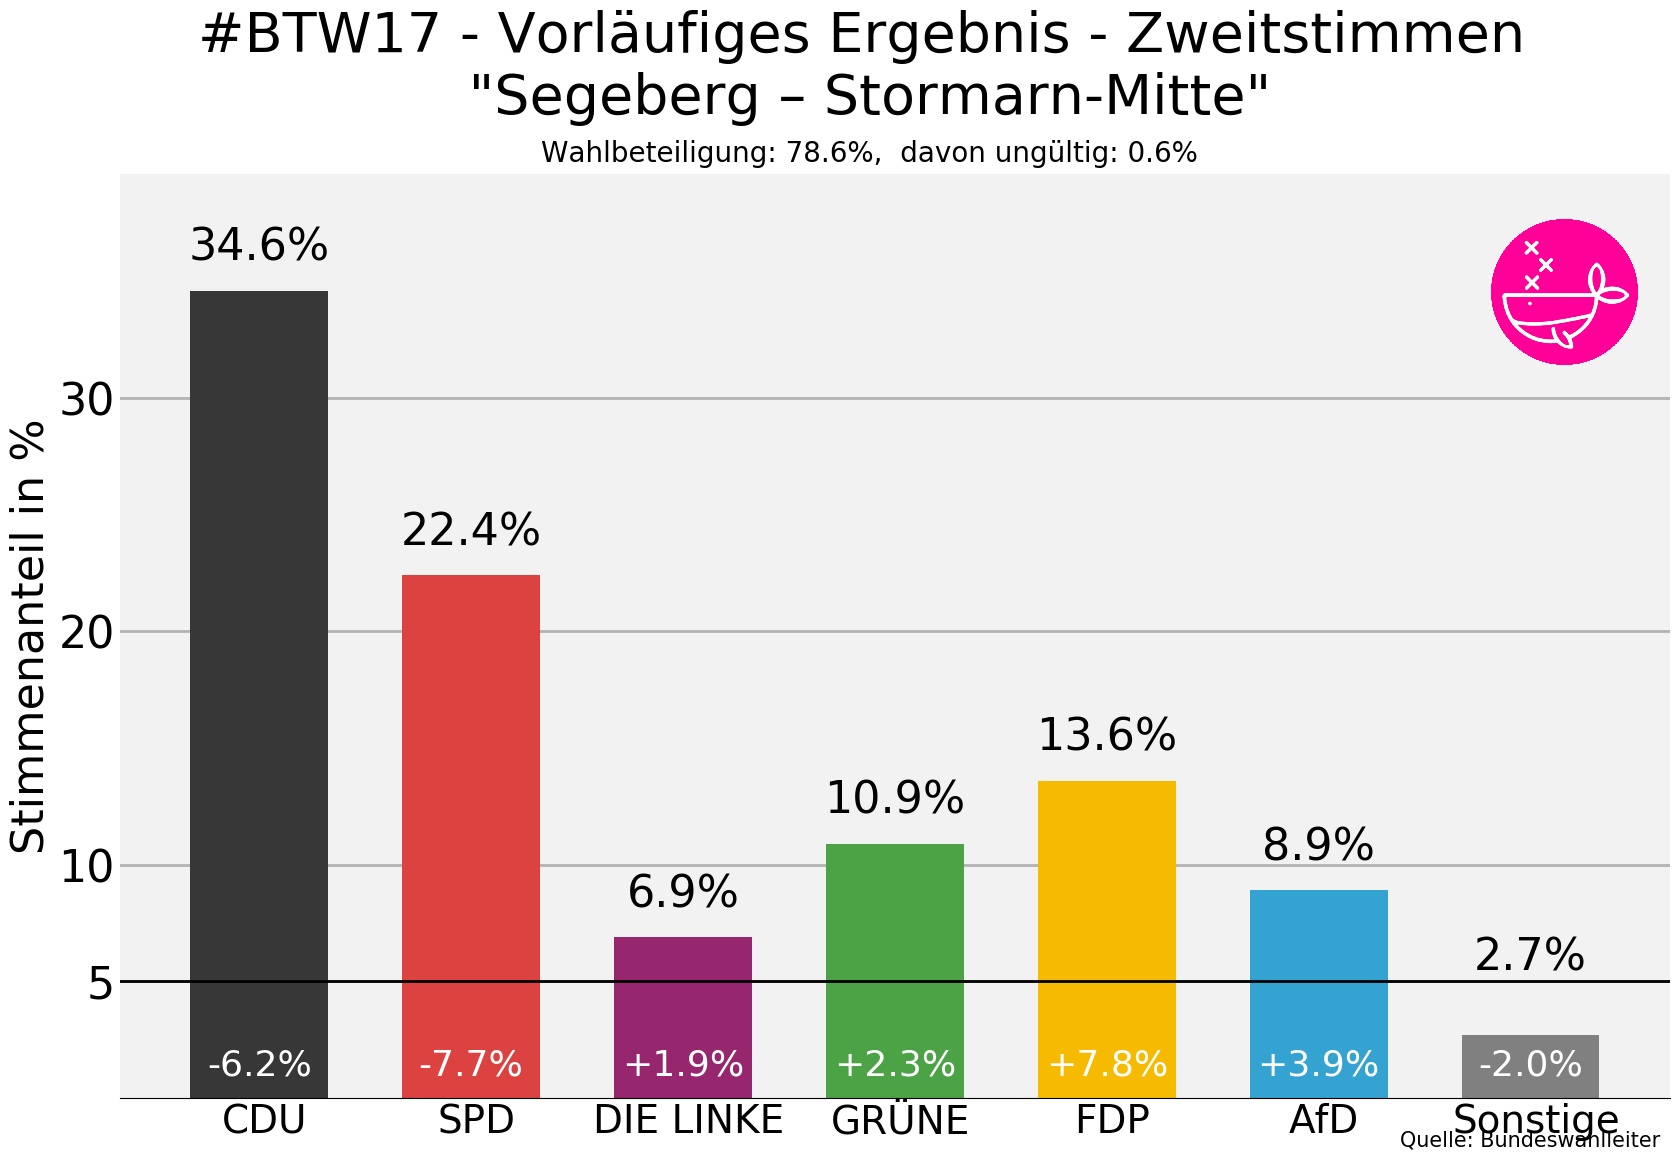 #BTW17 - Vorläufiges Ergebnis - Zweitstimmen
"Segeberg – Stormarn-Mitte"
Wahlbeteiligung: 78.6%,  davon ungültig: 0.6%
Stimmenanteil in %
30
20
10
5
34.6%
22.4%
6.9%
10.9%
13.6%
8.9%
2.7%
-6.2%
-7.7%
+1.9%
+2.3%
+7.8%
+3.9%
-2.0%
CDU
SPD
DIE LINKE
GRÜNE
FDP
AfD
Sonstige
Quelle: Bundeswahlleiter